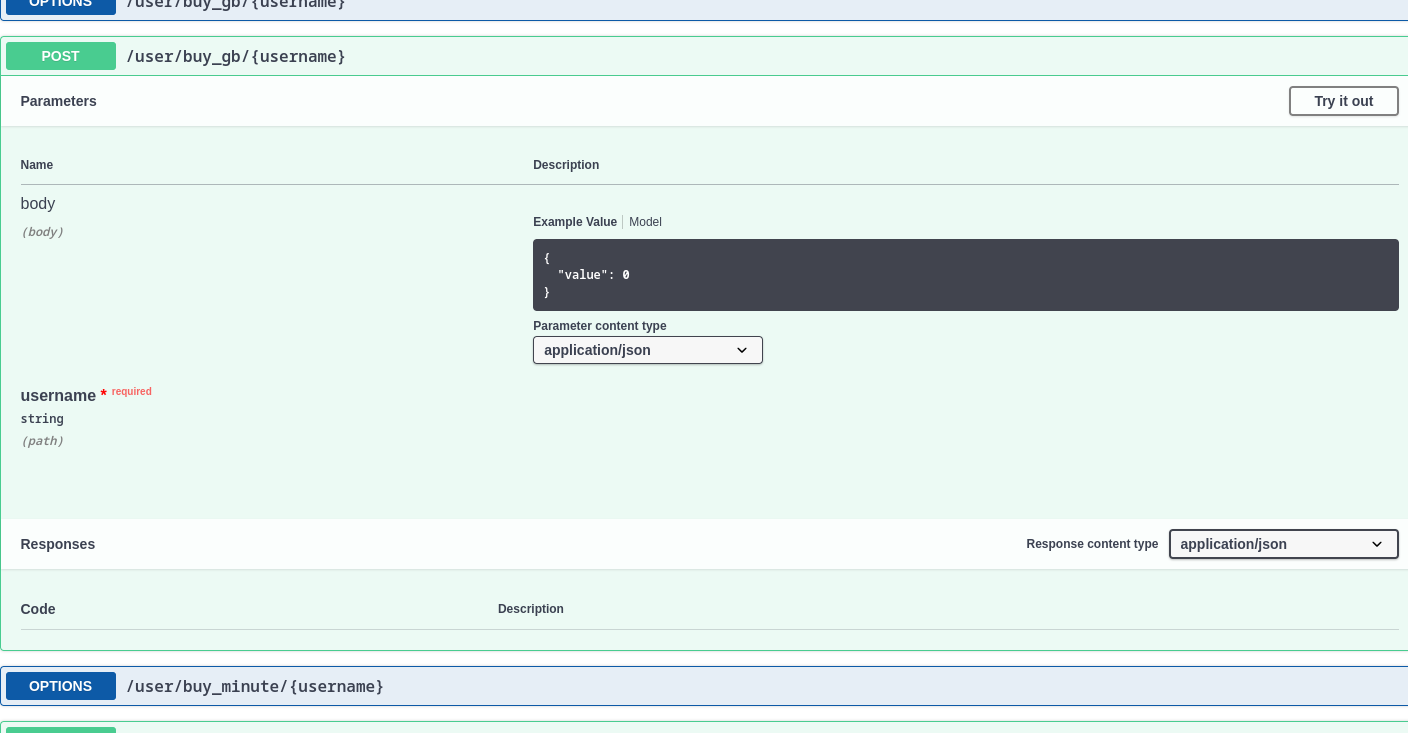 OPTIONS /user/buy_gb/{username}
POST /user/buy_gb/{username}
Parameters Try it out
Name Description
body
(body)
Example Value Model
{
"value": 0
}
Parameter content type
application/json
username * required
string
(path)
Responses Response content type application/json
Code Description
OPTIONS /user/buy_minute/{username}